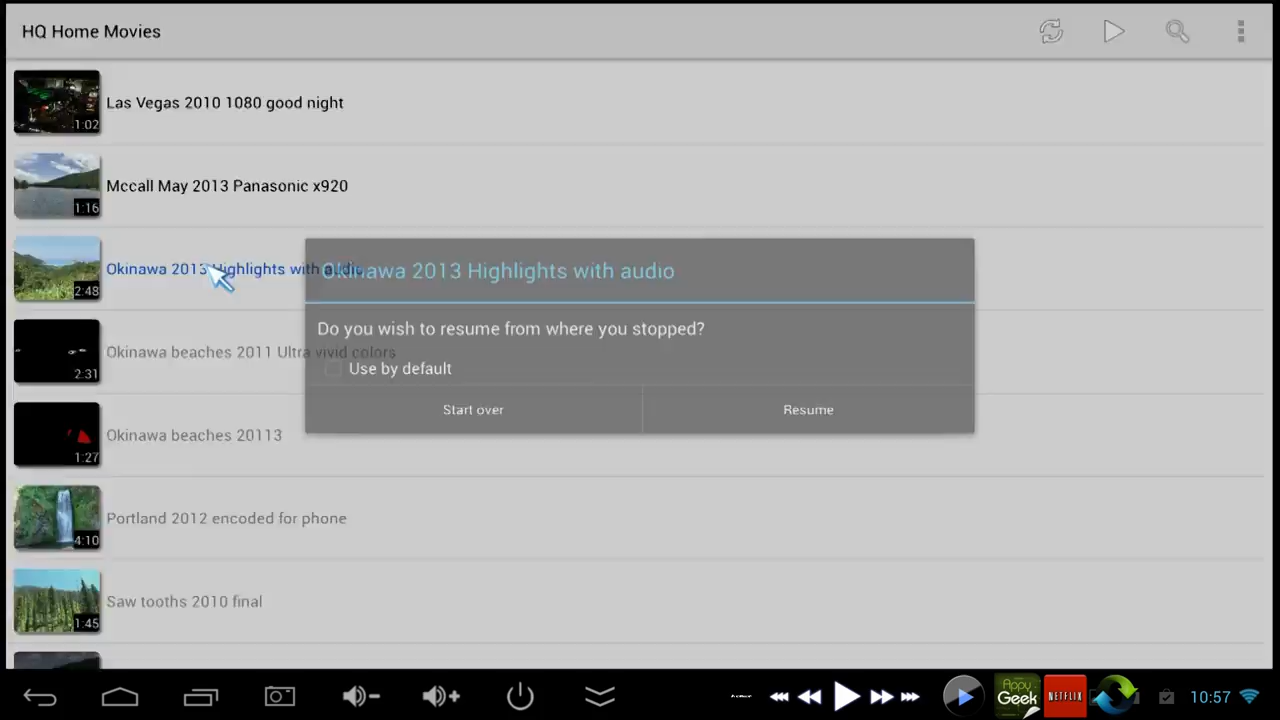 HQ Home Movies
Las Vegas 2010 1080 good night
1:02
Mccall May 2013 Panasonic x920
1:16
Okinawa 2013 Highlights with audio
2:48
Okinawa 2013 Highlights with audio
Do you wish to resume from where you stopped?
Use by default
Start over
Resume
Okinawa beaches 2011 Ultra vivid colors
2:31
Okinawa beaches 20113
1:27
Portland 2012 encoded for phone
4:10
Saw tooths 2010 final
1:45
Appy
Geek
NETFLIX
10:57